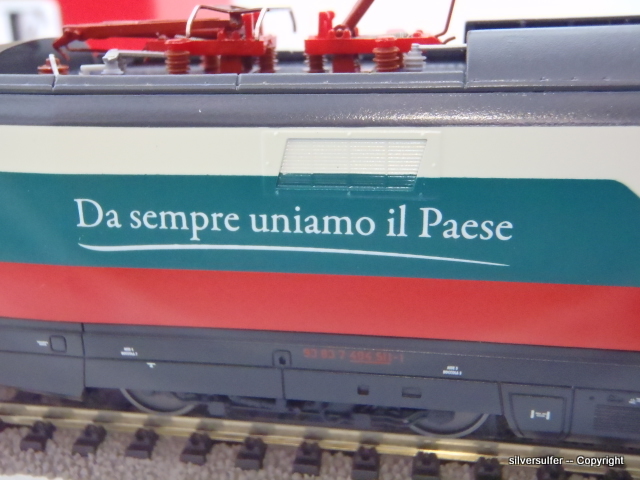 Da sempre uniamo il Paese
silversulfer -- Copyright